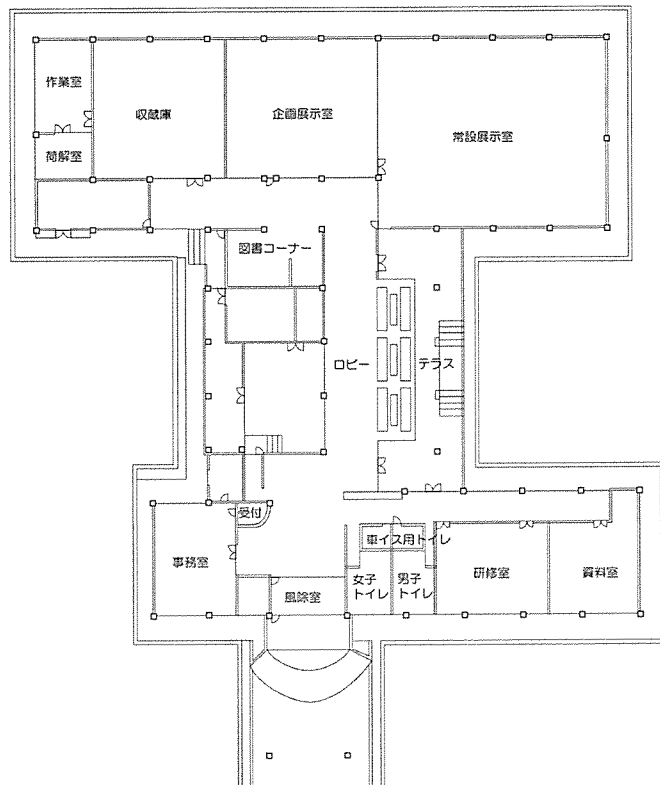 作業室
収蔵庫
企画展示室
常設展示室
荷解室
図書コーナー
ロビー
テラス
受付
車イス用トイレ
事務室
女子
トイレ
男子
トイレ
研修室
資料室
風除室